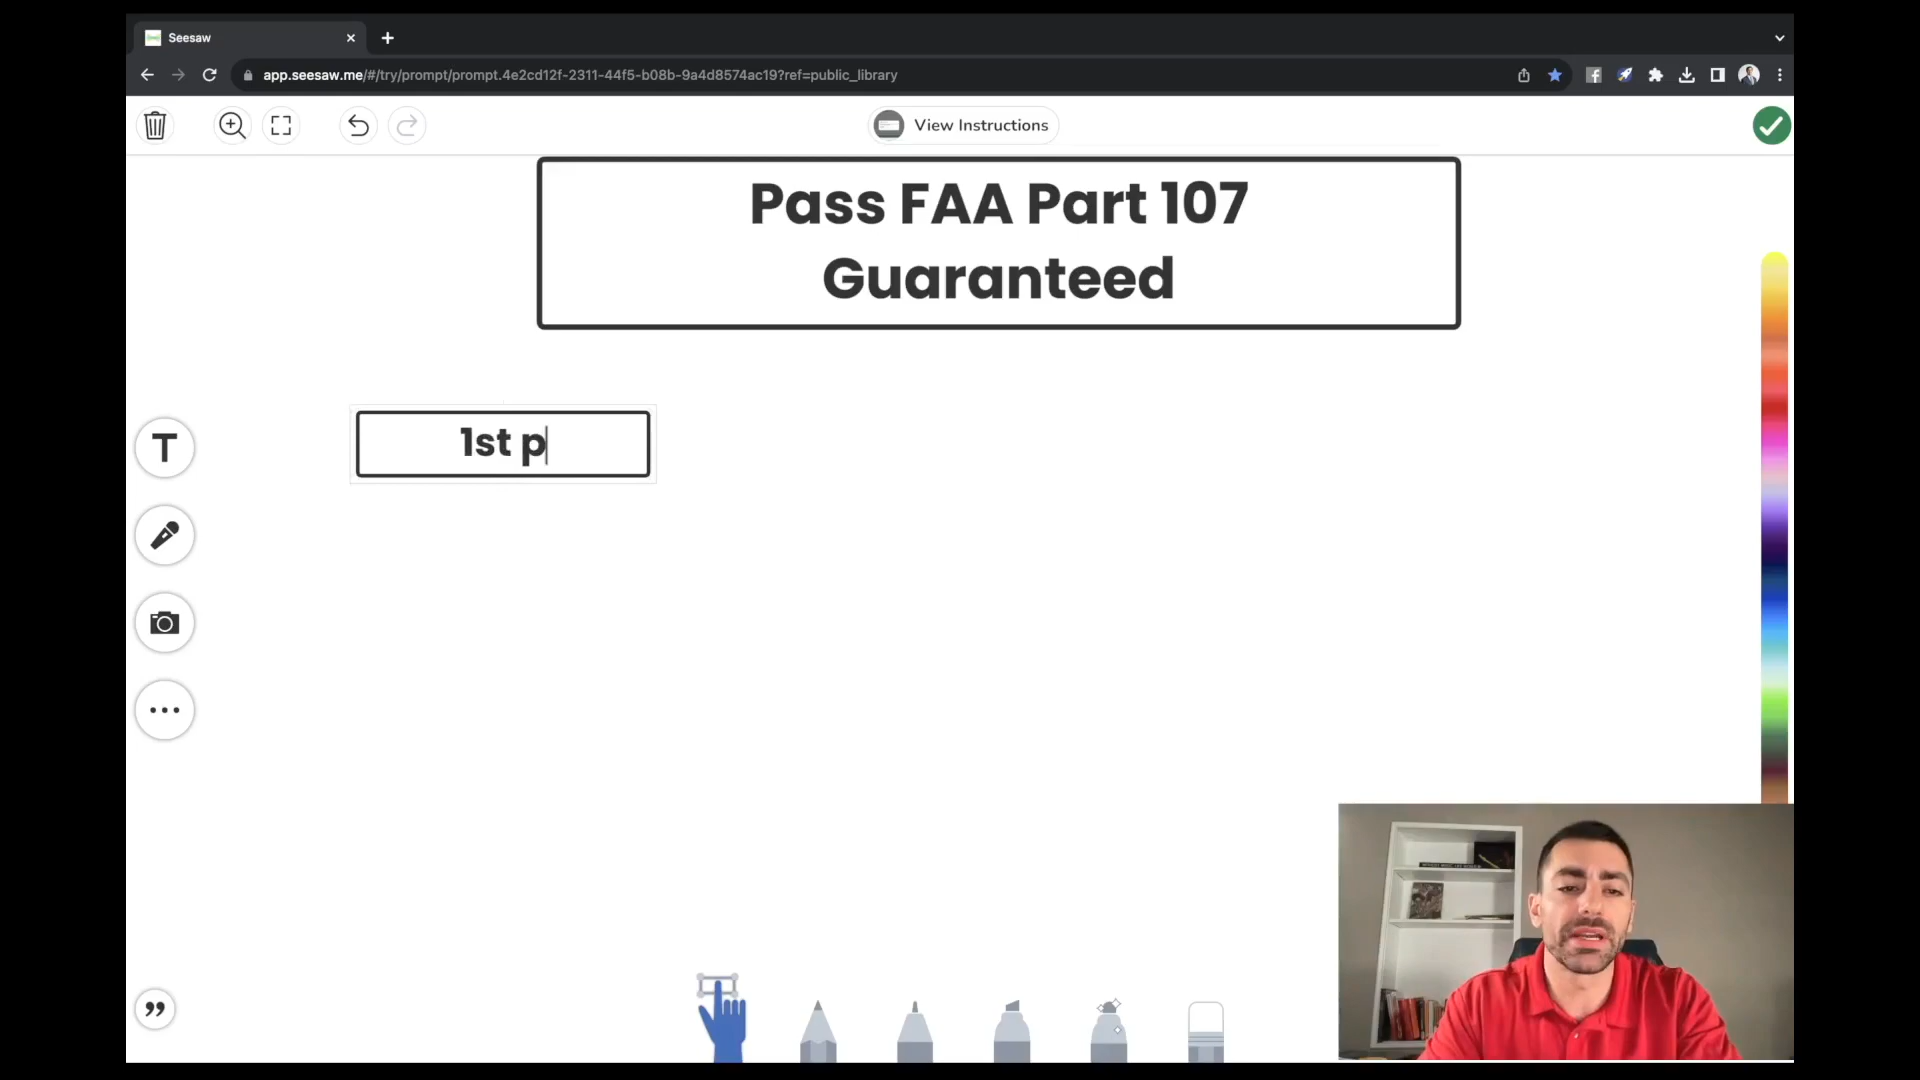 Seesaw
app.seesaw.me/#/try/prompt/prompt.4e2cd12f-2311-44f5-b08b-9a4d8574ac19?ref=public_library
View Instructions
Pass FAA Part 107
Guaranteed
1st p
T